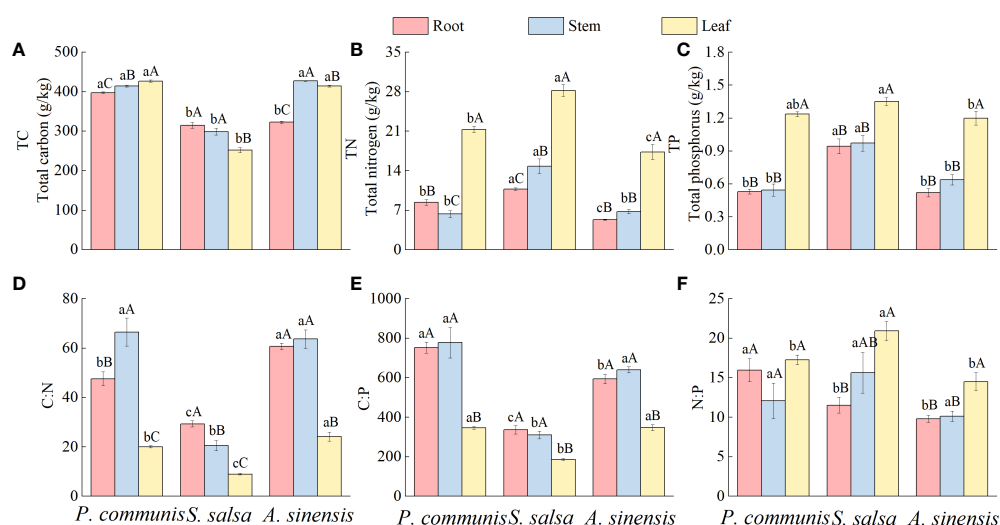 Root Stem Leaf
A
TC
Total carbon (g/kg)
500
400
300
200
100
0
aC aB aA
bA bA bB
bC aA aB
B
TN
Total nitrogen (g/kg)
35
28
21
14
7
0
bB bC bA
aC aB aA
cB bB cA
C
TP
Total phosphorus (g/kg)
1.8
1.5
1.2
0.9
0.6
0.3
0.0
bB bB abA
aB aB aA
bB bB bA
D
C:N
80
60
40
20
0
bB aA bC
cA bB cC
aA aA aB
P. communis S. salsa A. sinensis
E
C:P
1000
800
600
400
200
0
aA aA aB
cA bA bB
bA aA aB
P. communis S. salsa A. sinensis
F
N:P
25
20
15
10
5
0
aA aA bA
bB aAB aA
bB aB bA
P. communis S. salsa A. sinensis